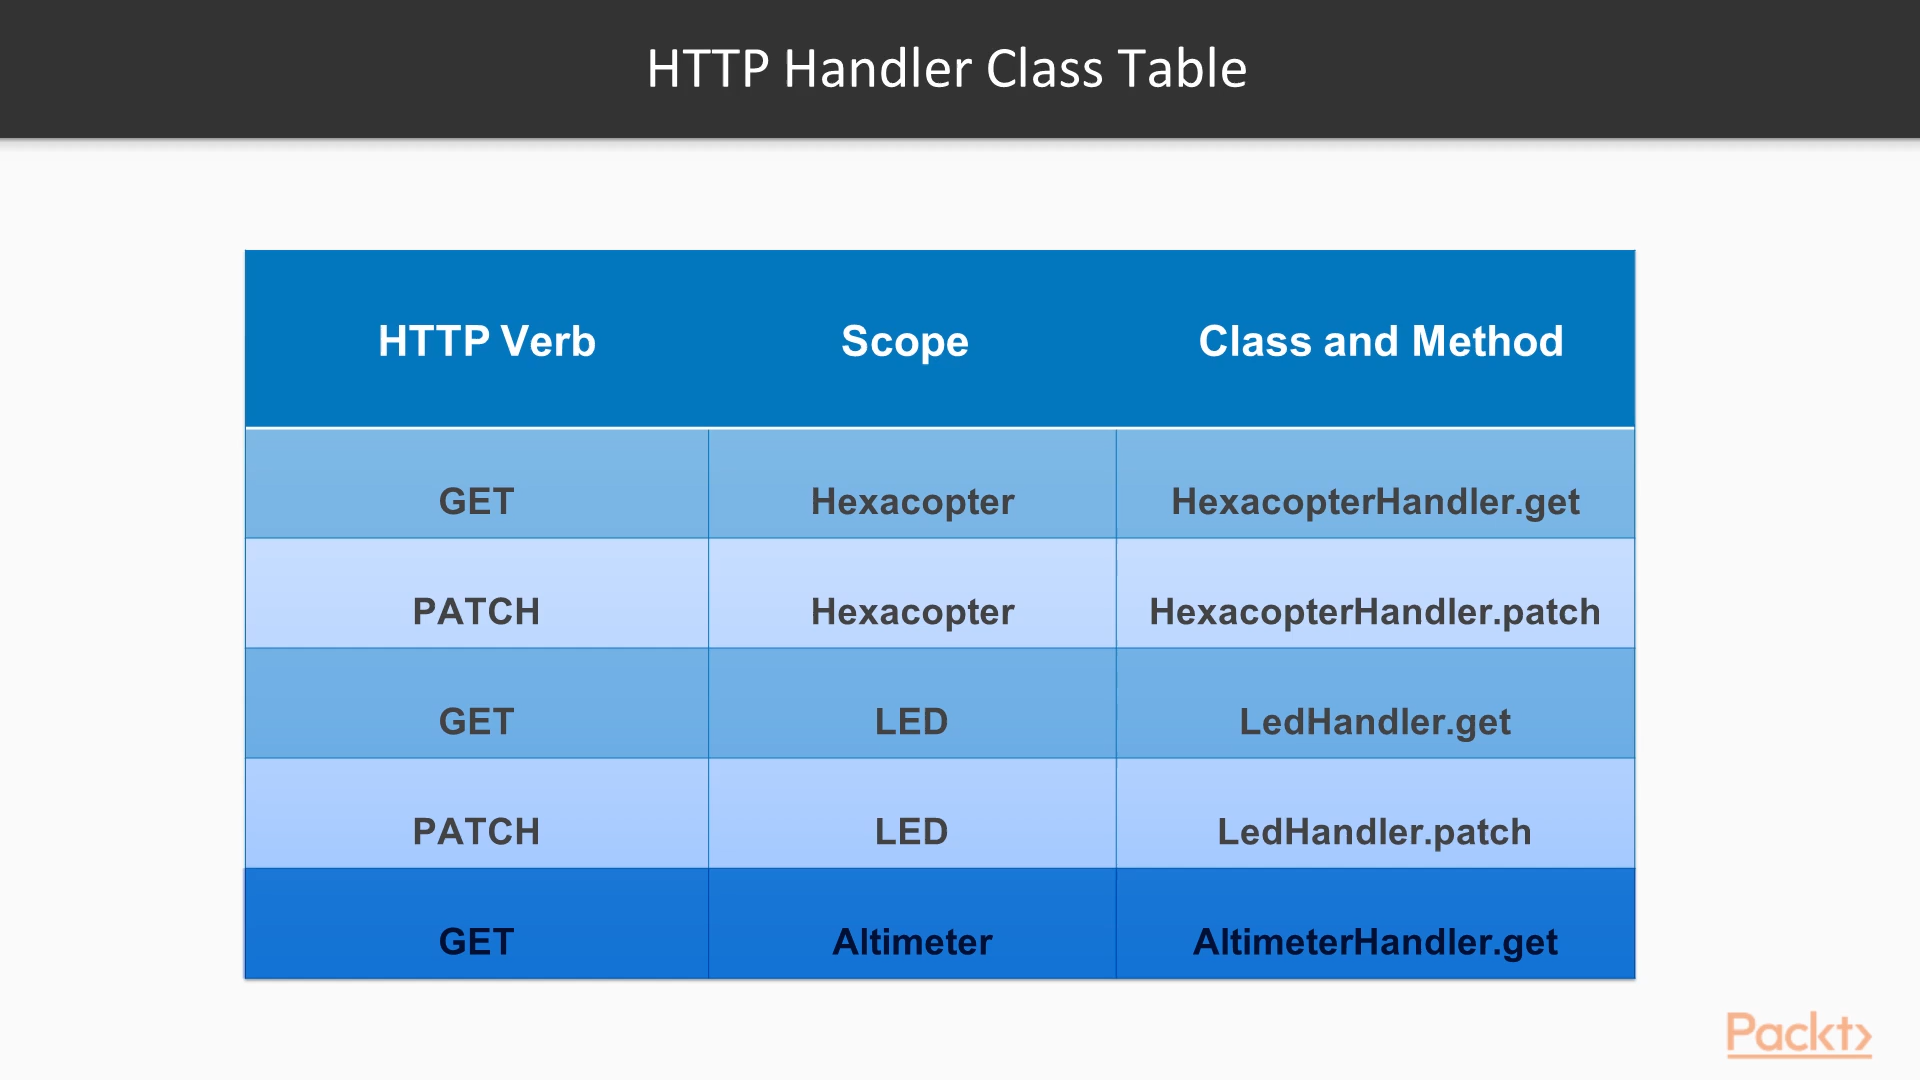 HTTP Handler Class Table
HTTP Verb Scope Class and Method
GET Hexacopter HexacopterHandler.get
PATCH Hexacopter HexacopterHandler.patch
GET LED LedHandler.get
PATCH LED LedHandler.patch
GET Altimeter AltimeterHandler.get
Packt>